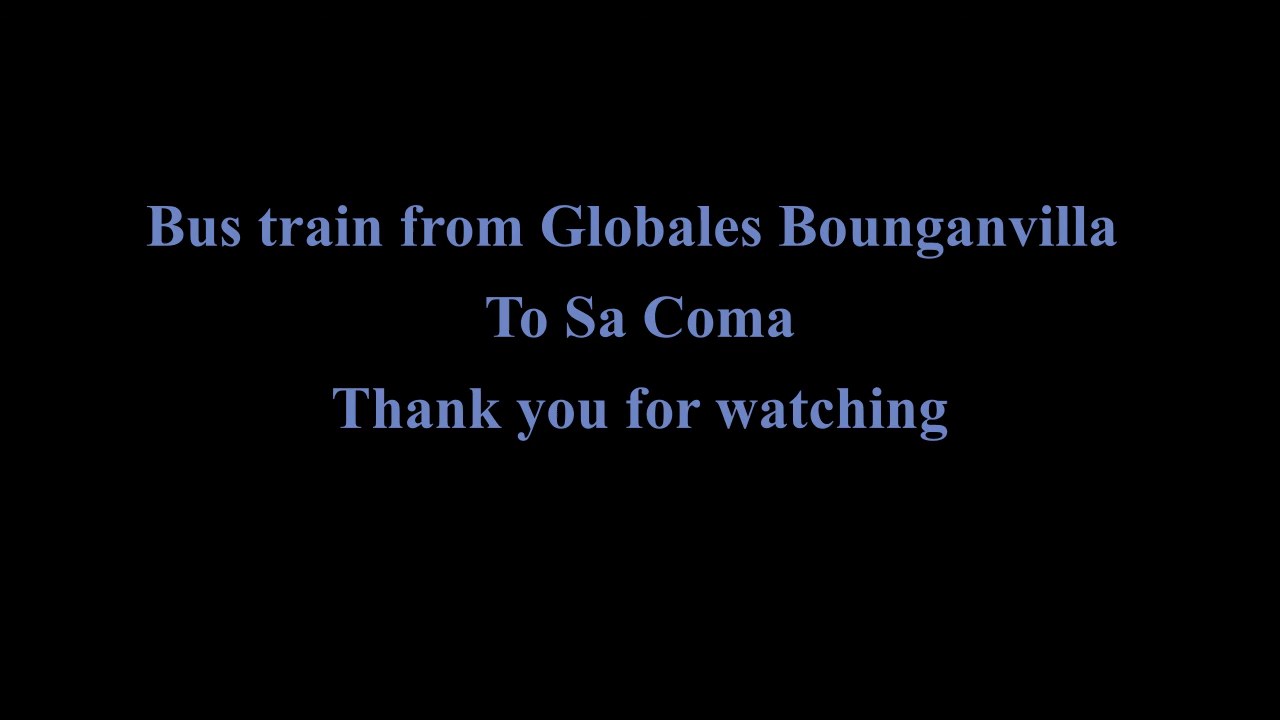 Bus train from Globales Bounganvilla
To Sa Coma
Thank you for watching